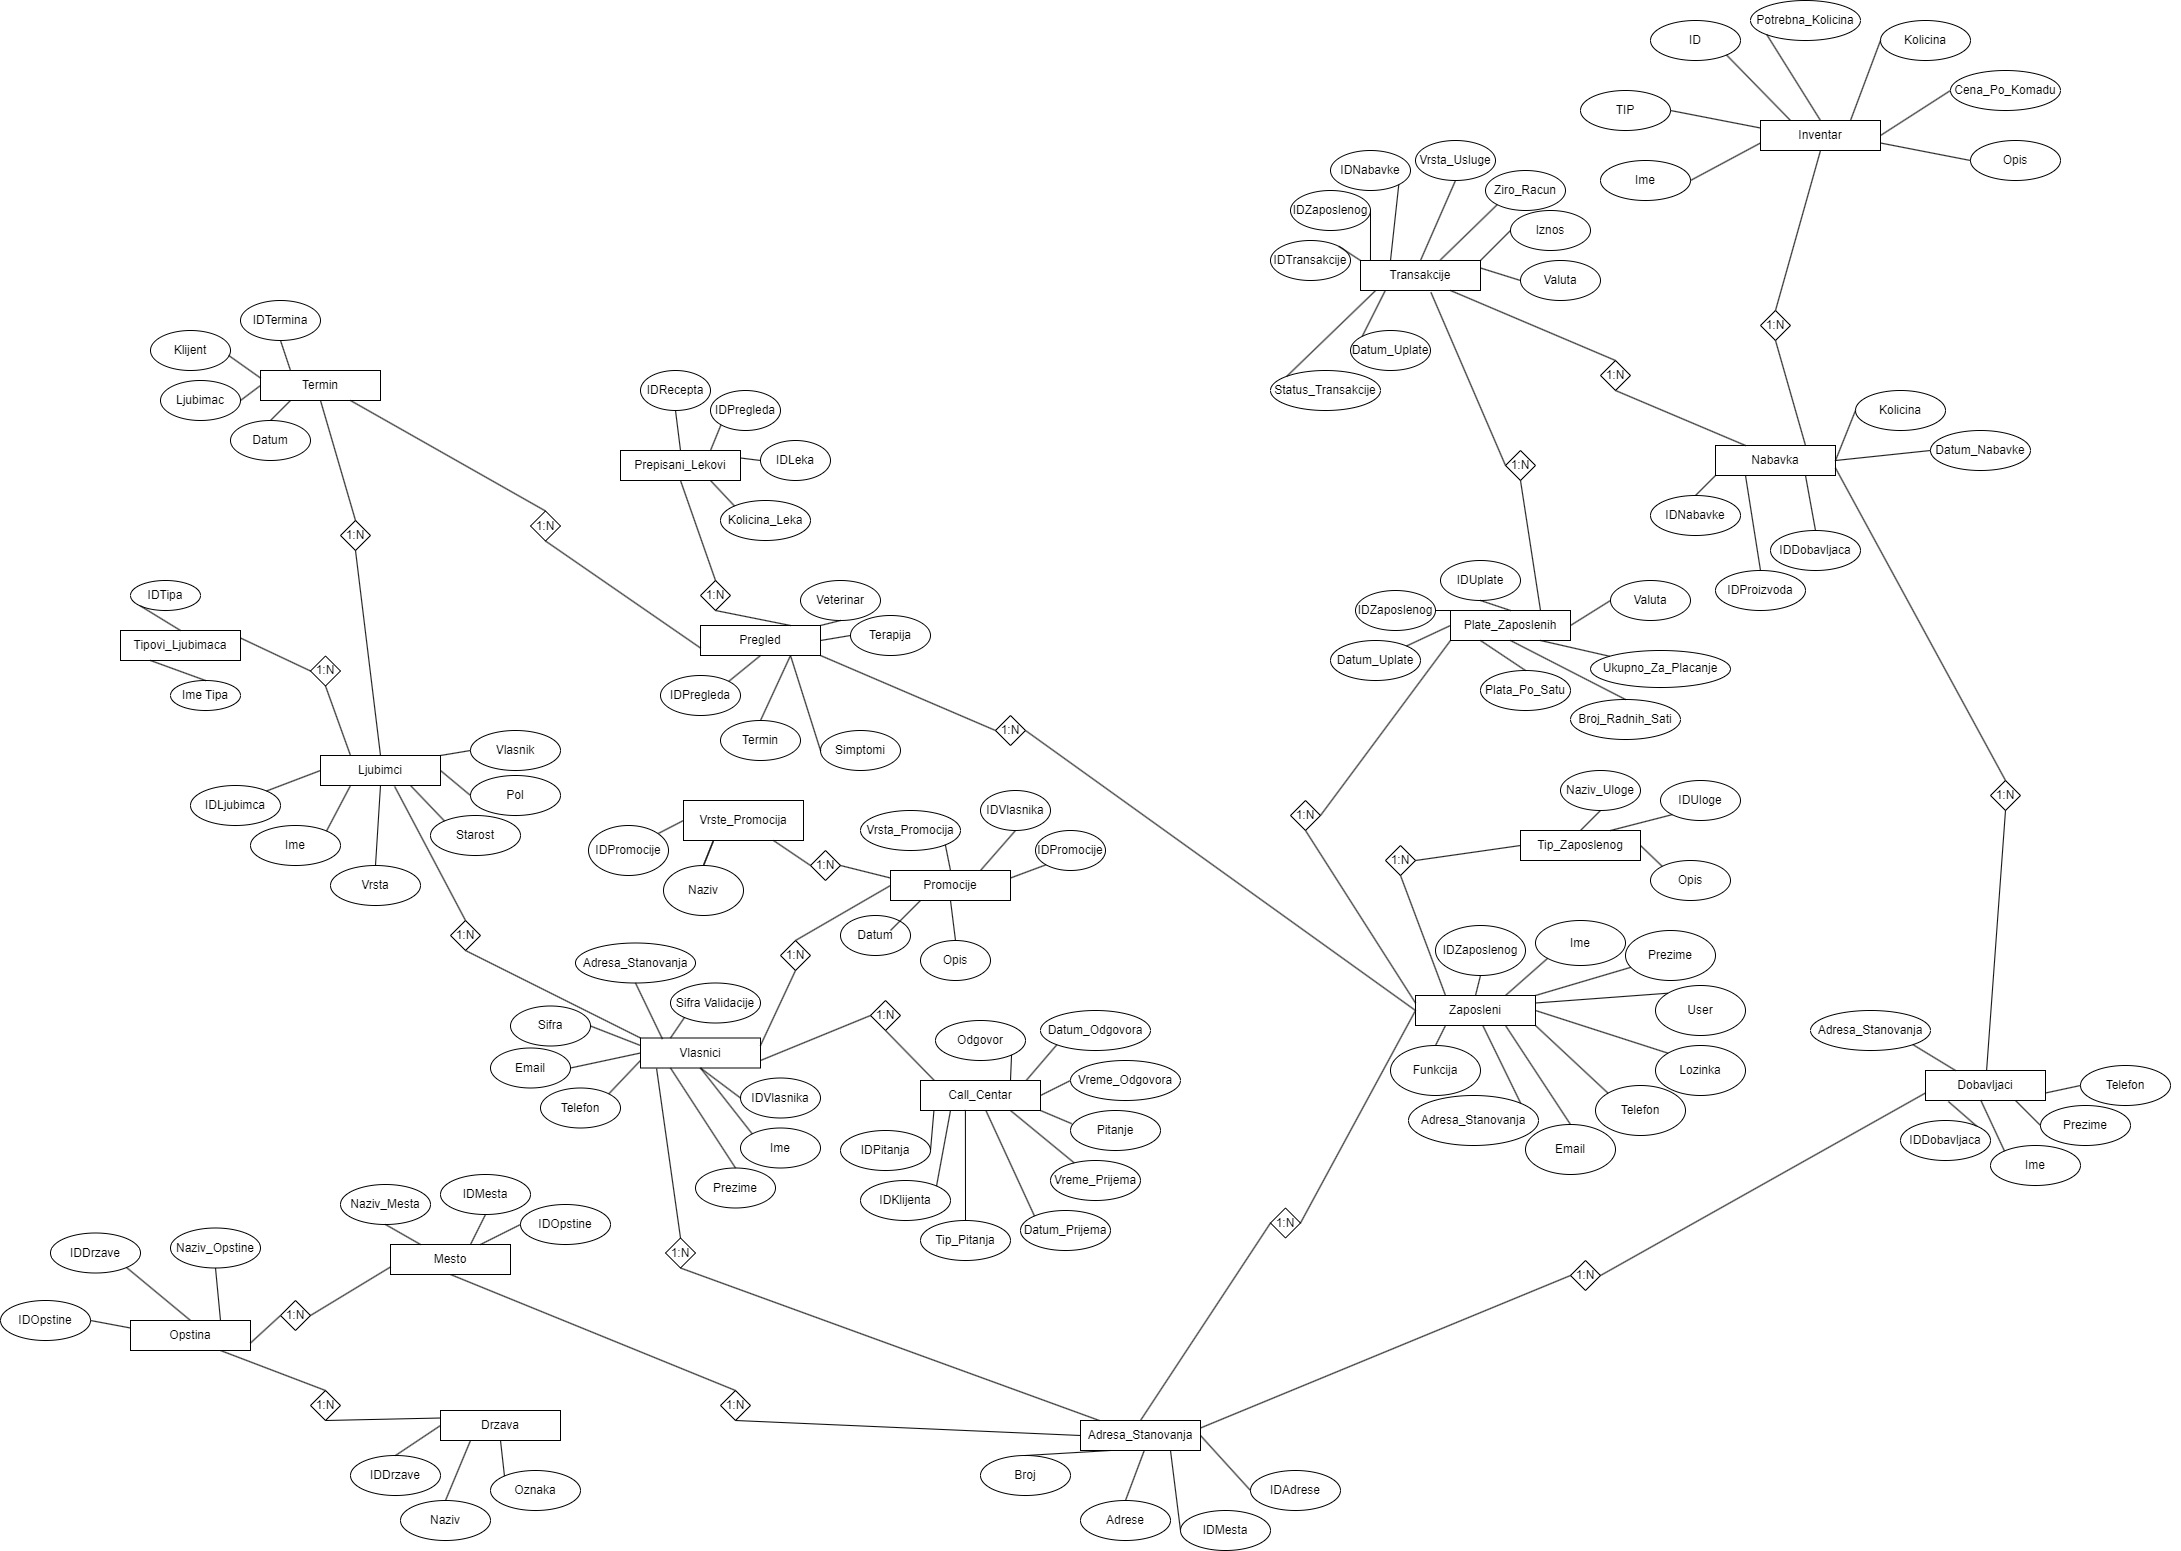 Potrebna_Kolicina
ID
Kolicina
Cena_Po_Komadu
TIP
Inventar
Opis
Ime
1:N
IDNabavke
Vrsta_Usluge
Ziro_Racun
IDZaposlenog
Iznos
IDTransakcije
Transakcije
Valuta
Datum_Uplate
Status_Transakcije
1:N
1:N
Kolicina
Datum_Nabavke
Nabavka
IDNabavke
IDDobavljaca
IDProizvoda
IDTermina
Klijent
Termin
Ljubimac
Datum
1:N
1:N
IDRecepta
IDPregleda
Prepisani_Lekovi
IDLeka
Kolicina_Leka
1:N
IDTipa
Tipovi_Ljubimaca
Ime Tipa
1:N
Veterinar
Terapija
Pregled
IDPregleda
Termin
Simptomi
1:N
IDUplate
IDZaposlenog
Valuta
Plate_Zaposlenih
Datum_Uplate
Ukupno_Za_Placanje
Plata_Po_Satu
Broj_Radnih_Sati
1:N
1:N
Vlasnik
Ljubimci
Pol
IDLjubimca
Starost
Ime
Vrsta
1:N
Vrste_Promocija
IDPromocije
Naziv
1:N
Vrsta_Promocija
IDVlasnika
IDPromocije
Promocije
Datum
Opis
1:N
Naziv_Uloge
IDUloge
Tip_Zaposlenog
Opis
1:N
Adresa_Stanovanja
Sifra Validacije
Sifra
Vlasnici
Email
Telefon
IDVlasnika
Ime
Prezime
1:N
1:N
Odgovor
Datum_Odgovora
Vreme_Odgovora
Call_Centar
Pitanje
IDPitanja
Vreme_Prijema
IDKlijenta
Datum_Prijema
Tip_Pitanja
IDZaposlenog
Ime
Prezime
User
Zaposleni
Lozinka
Funkcija
Telefon
Adresa_Stanovanja
Email
1:N
Adresa_Stanovanja
Dobavljaci
Telefon
Prezime
IDDobavljaca
Ime
1:N
Naziv_Mesta
IDMesta
IDOpstine
Mesto
IDDrzave
Naziv_Opstine
IDOpstine
Opstina
1:N
1:N
1:N
Drzava
IDDrzave
Oznaka
Naziv
Adresa_Stanovanja
Broj
IDAdrese
Adrese
IDMesta